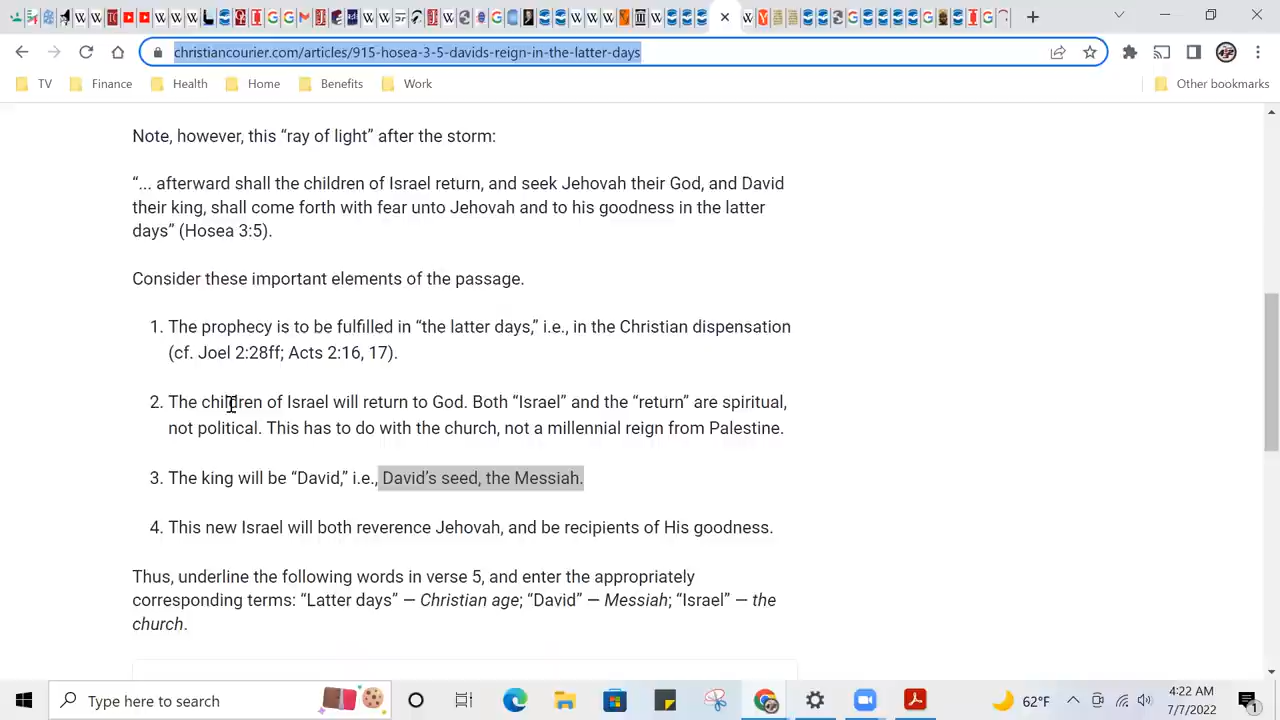 christiancourier.com/articles/915-hosea-3-5-davids-reign-in-the-latter-days
TV Finance Health Home Benefits Work Other bookmarks
Note, however, this “ray of light” after the storm:
“... afterward shall the children of Israel return, and seek Jehovah their God, and David
their king, shall come forth with fear unto Jehovah and to his goodness in the latter
days” (Hosea 3:5).
Consider these important elements of the passage.
1. The prophecy is to be fulfilled in “the latter days,” i.e., in the Christian dispensation
(cf. Joel 2:28ff; Acts 2:16, 17).
2. The children of Israel will return to God. Both “Israel” and the “return” are spiritual,
not political. This has to do with the church, not a millennial reign from Palestine.
3. The king will be “David,” i.e., David’s seed, the Messiah.
4. This new Israel will both reverence Jehovah, and be recipients of His goodness.
Thus, underline the following words in verse 5, and enter the appropriately
corresponding terms: “Latter days” — Christian age; “David” — Messiah; “Israel” — the
church.
Type here to search
62°F
4:22 AM
7/7/2022